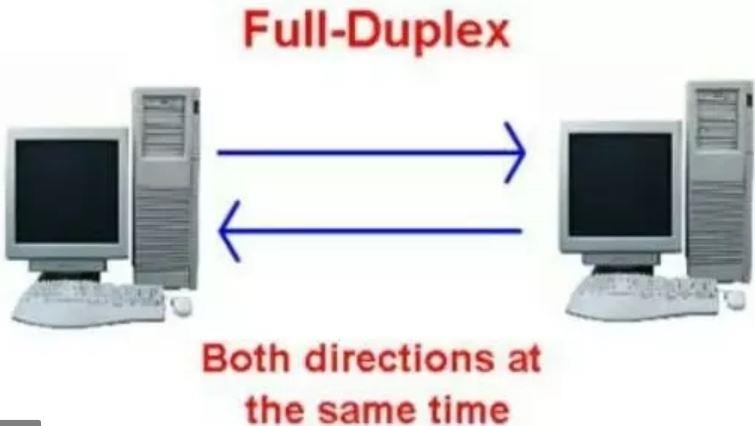 Full-Duplex
Both directions at
the same time